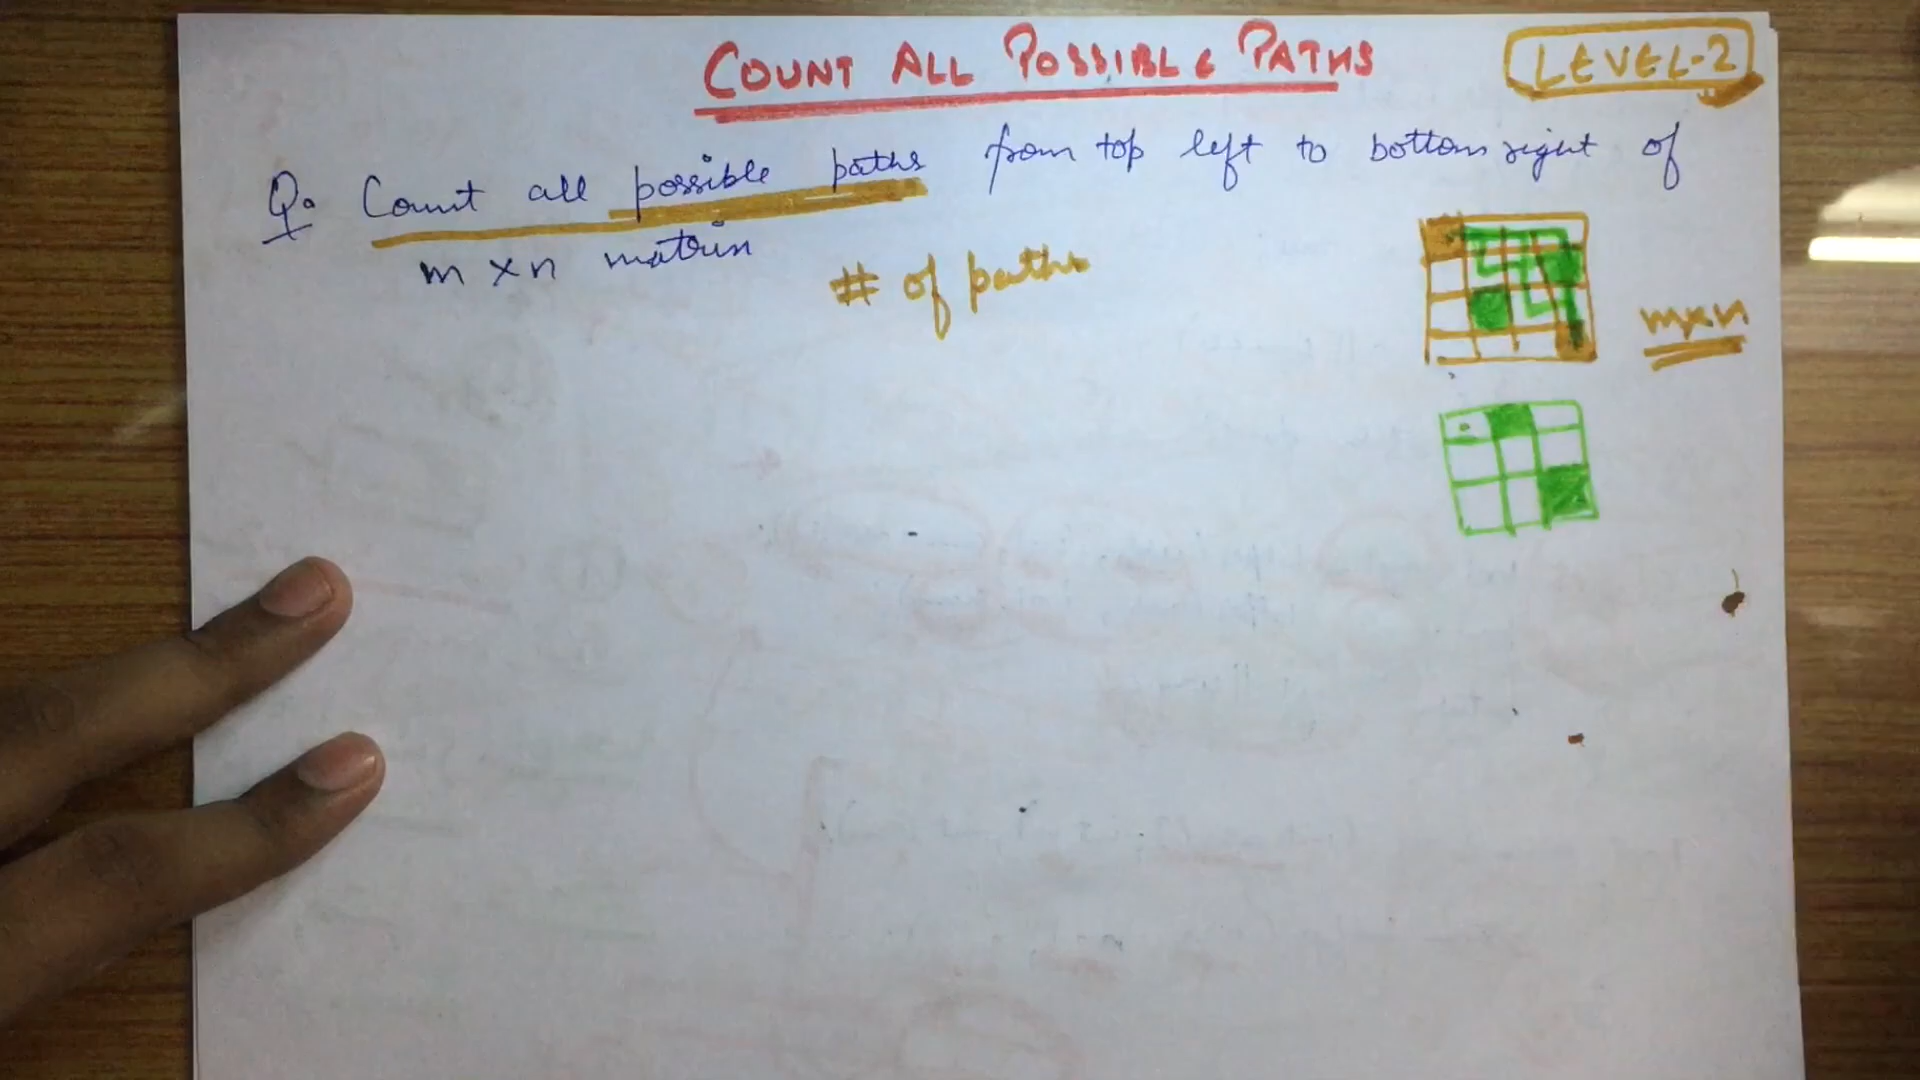 COUNT ALL POSSIBLE PATHS
LEVEL-2
Q. Count all possible paths from top left to bottom right of
m x n matrix
# of paths
m×n